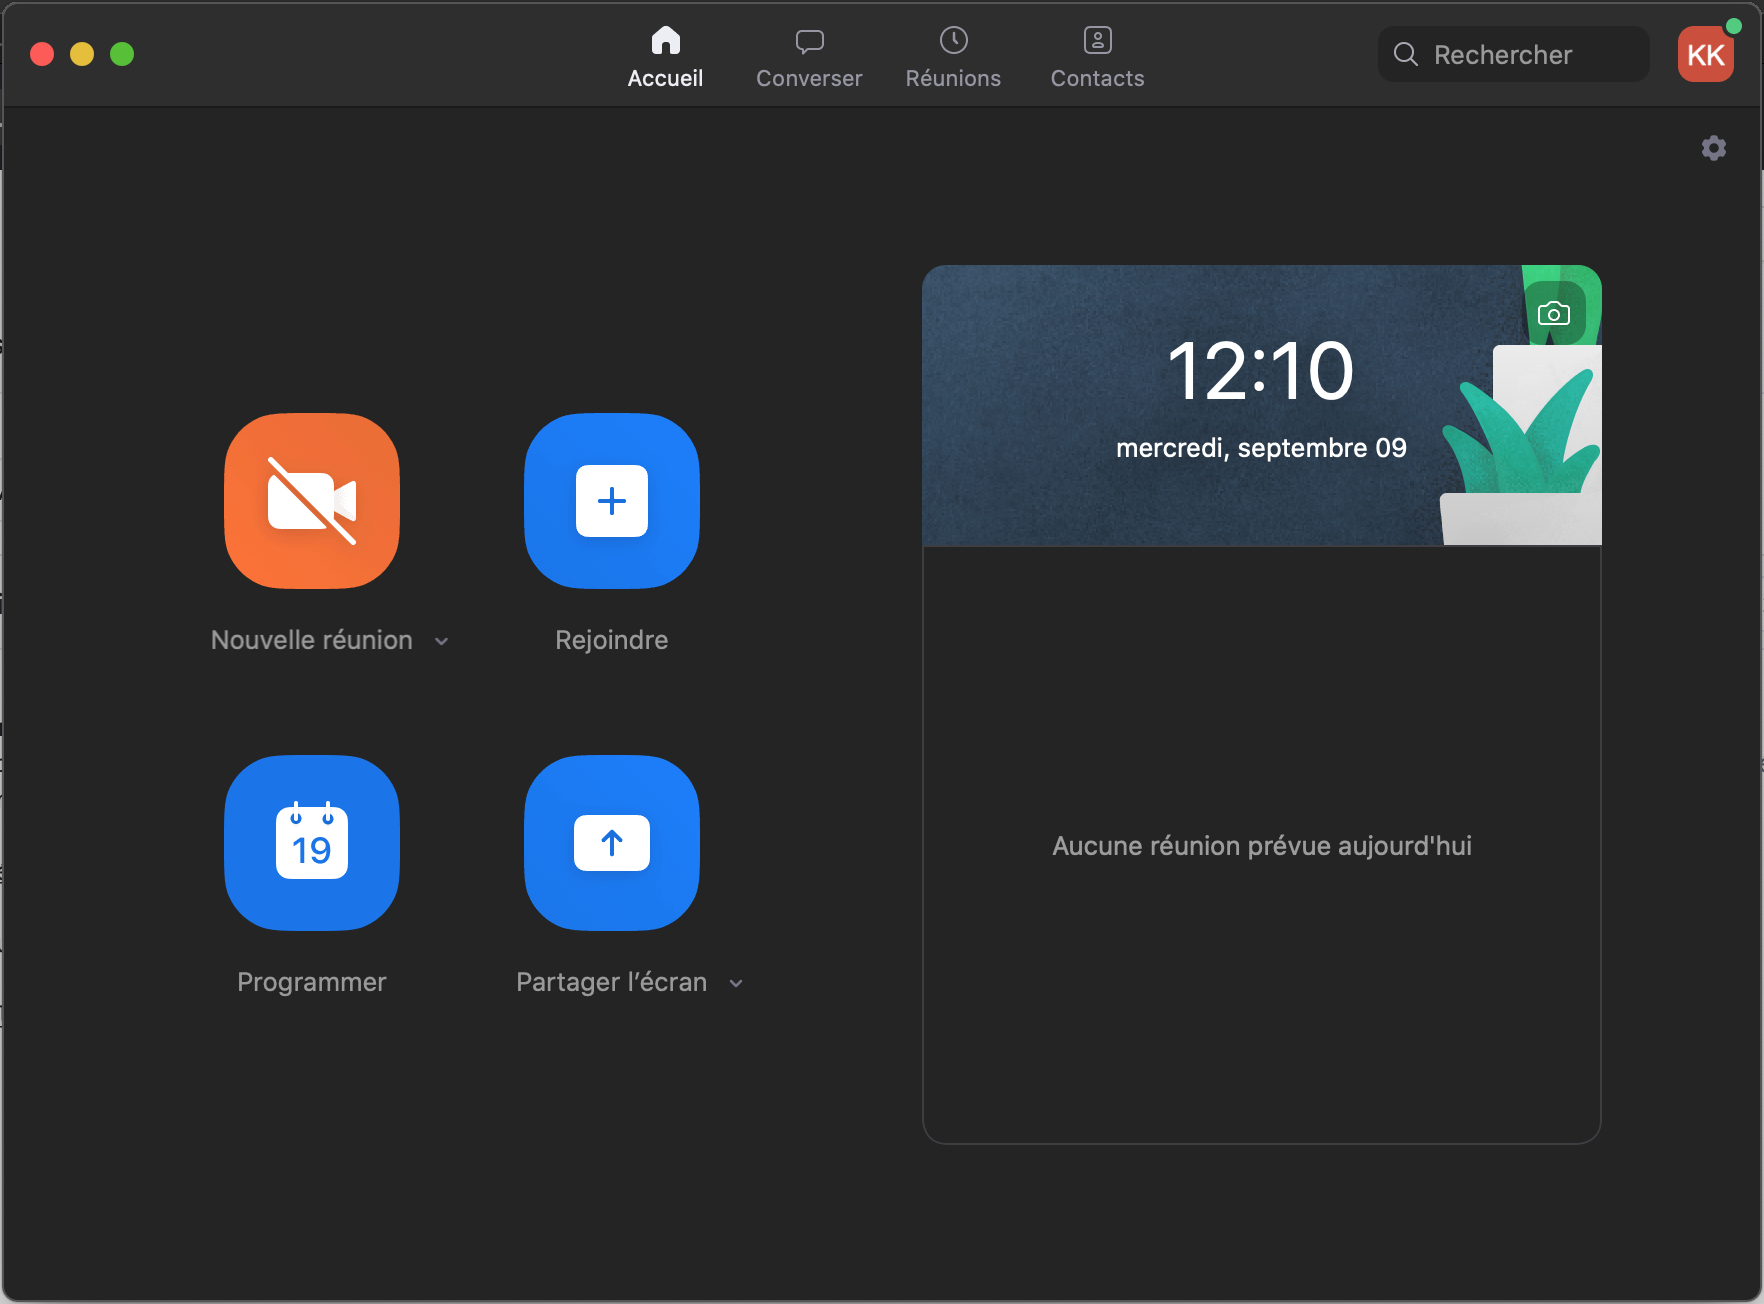 Accueil
Converser
Réunions
Contacts
Rechercher
KK
12:10
mercredi, septembre 09
Nouvelle réunion
Rejoindre
19
Programmer
Partager l’écran
Aucune réunion prévue aujourd'hui